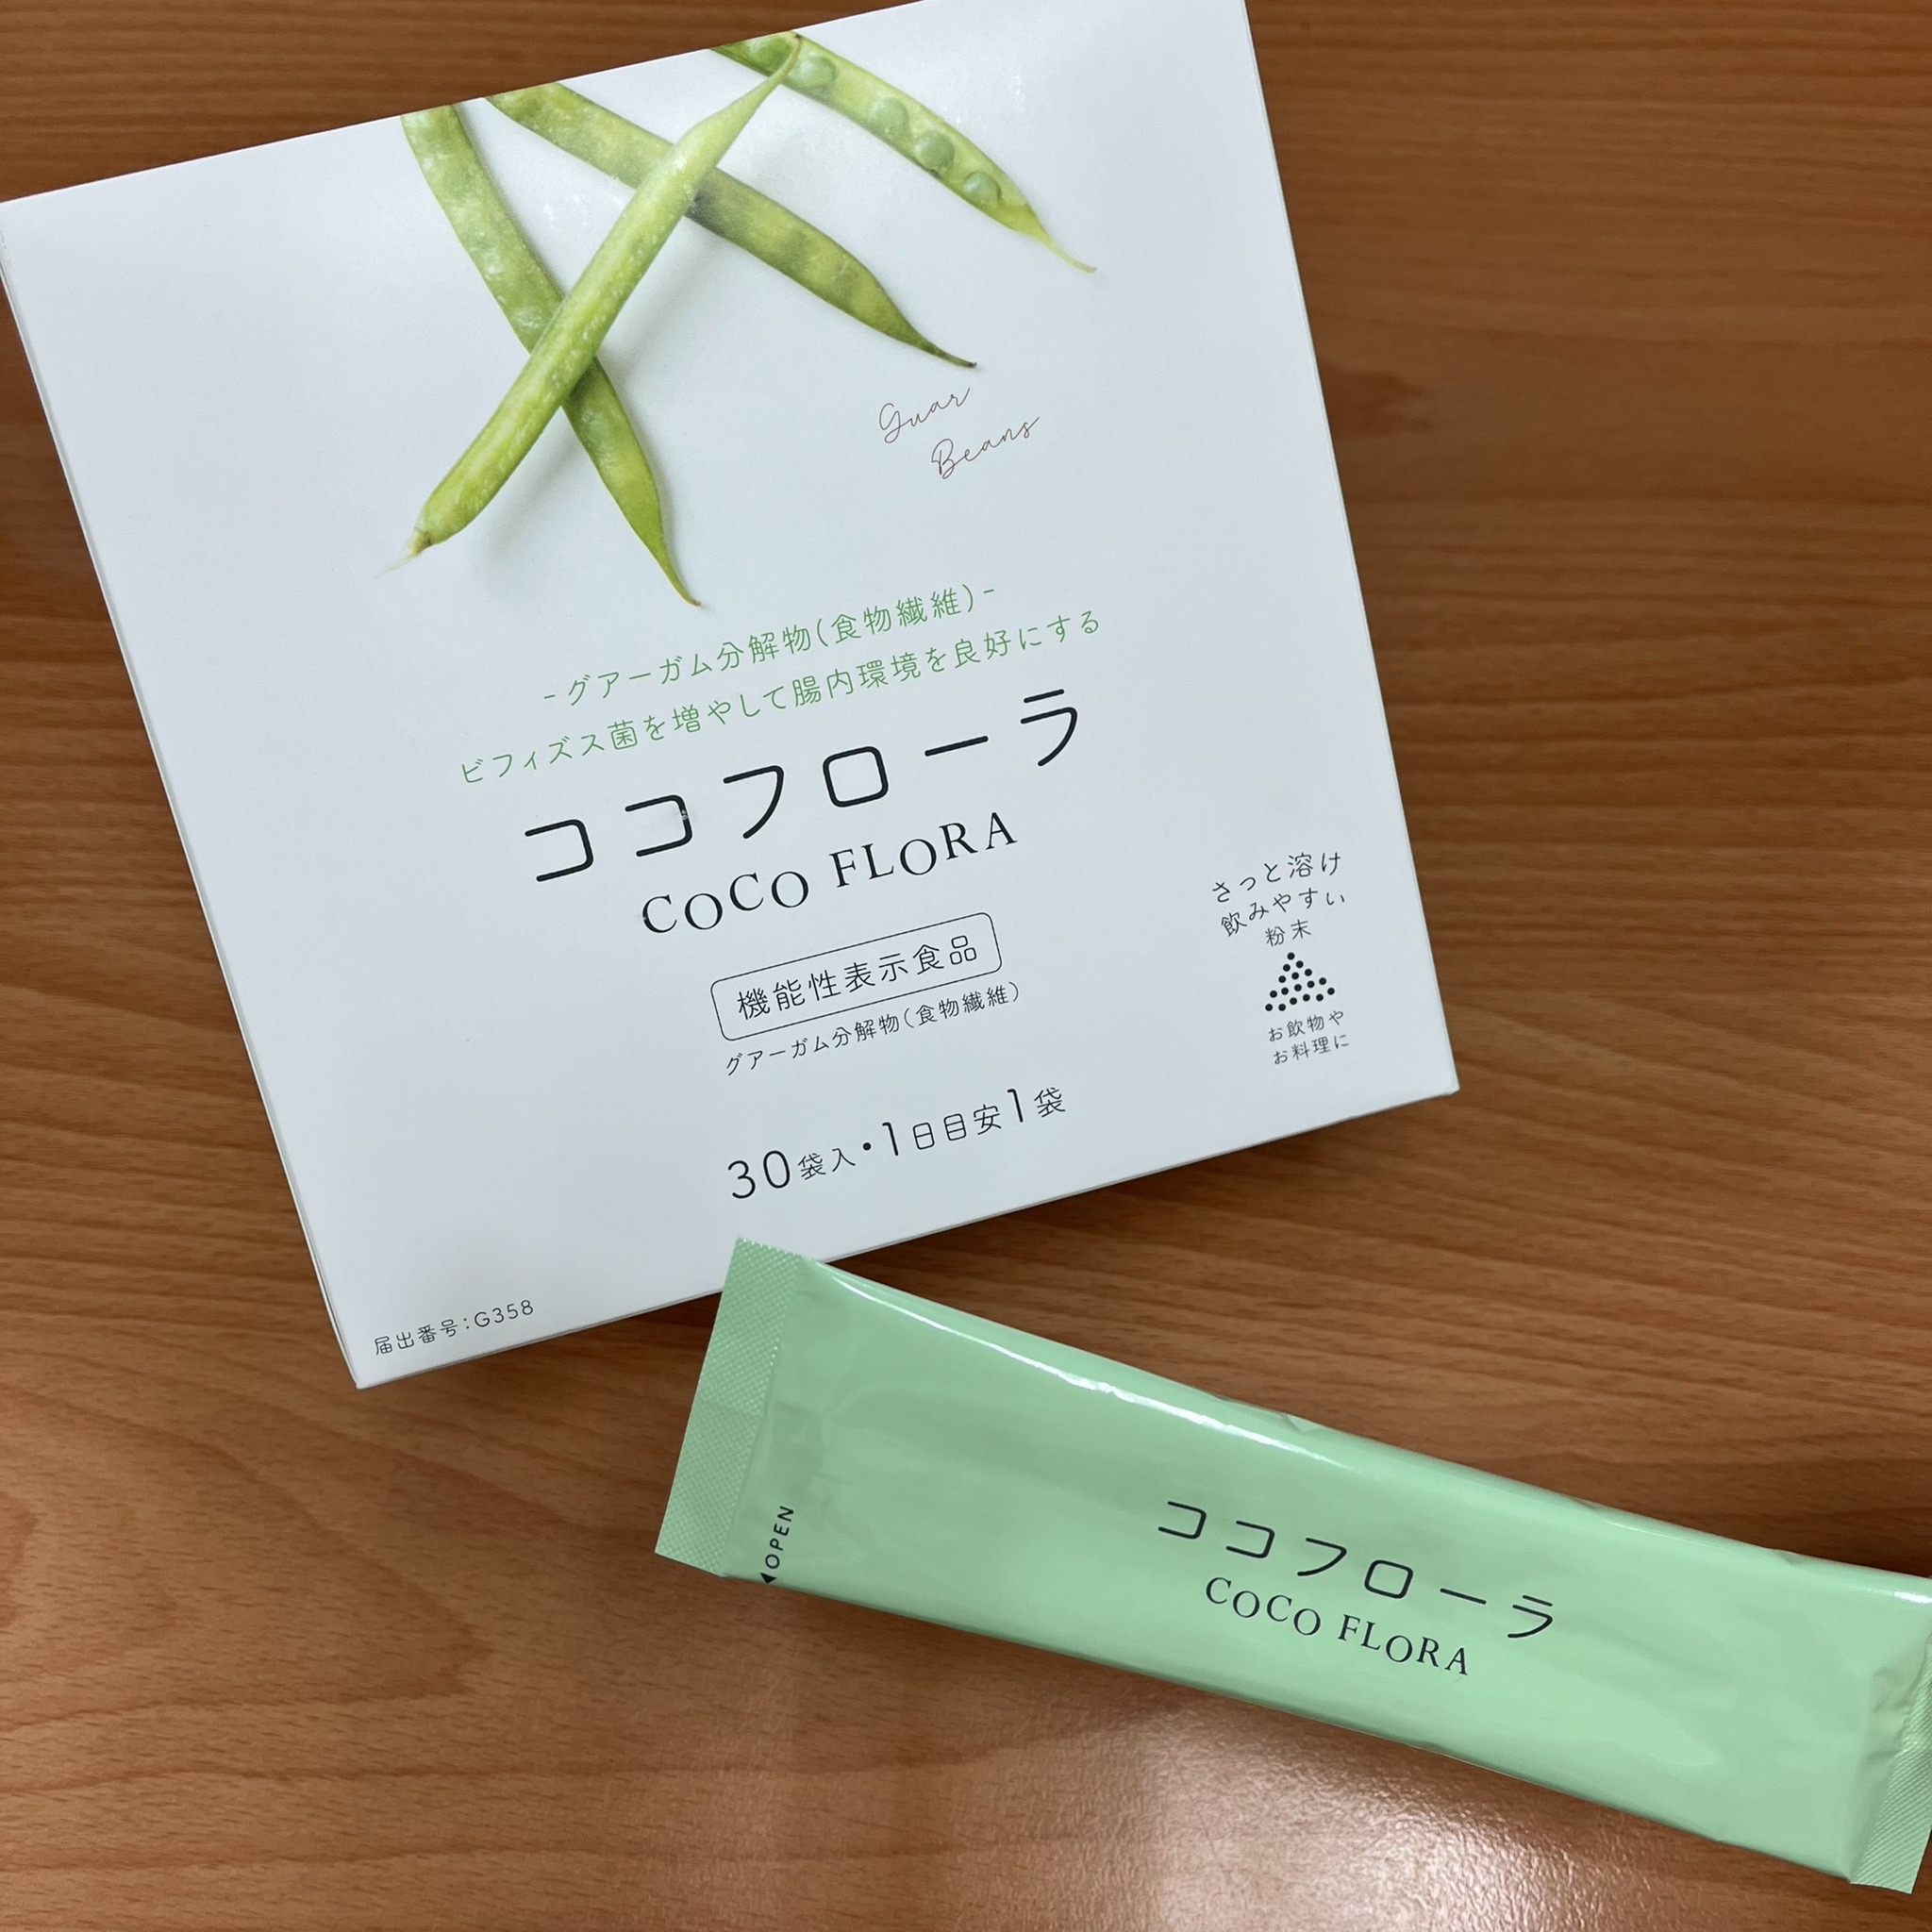 Guar
Beans
-グアーガム分解物(食物繊維)-
ビフィズス菌を増やして腸内環境を良好にする
ココフローラ
COCO FLORA
機能性表示食品
グアーガム分解物(食物繊維)
30袋入・1日目安1袋
さっと溶け
飲みやすい
粉末
お飲物や
お料理に
届出番号:G358
◀OPEN
ココフローラ
COCO FLORA